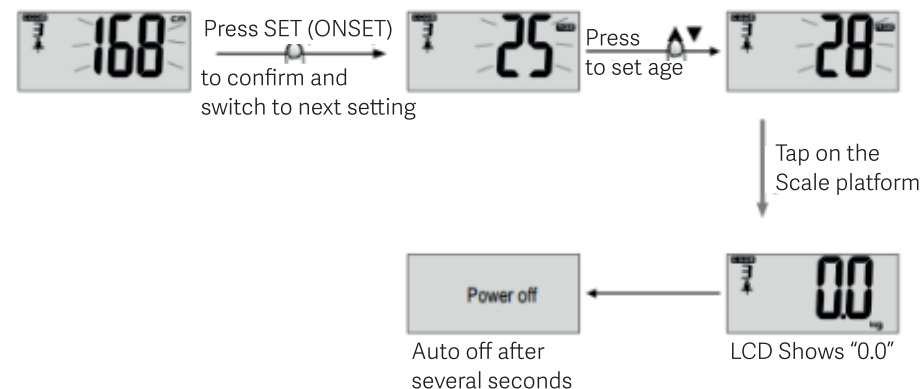 168 cm
Press SET (ONSET)
to confirm and
switch to next setting
25
Press ▲▼
to set age
28
Tap on the
Scale platform
0.0
kg
LCD Shows “0.0”
Power off
Auto off after
several seconds